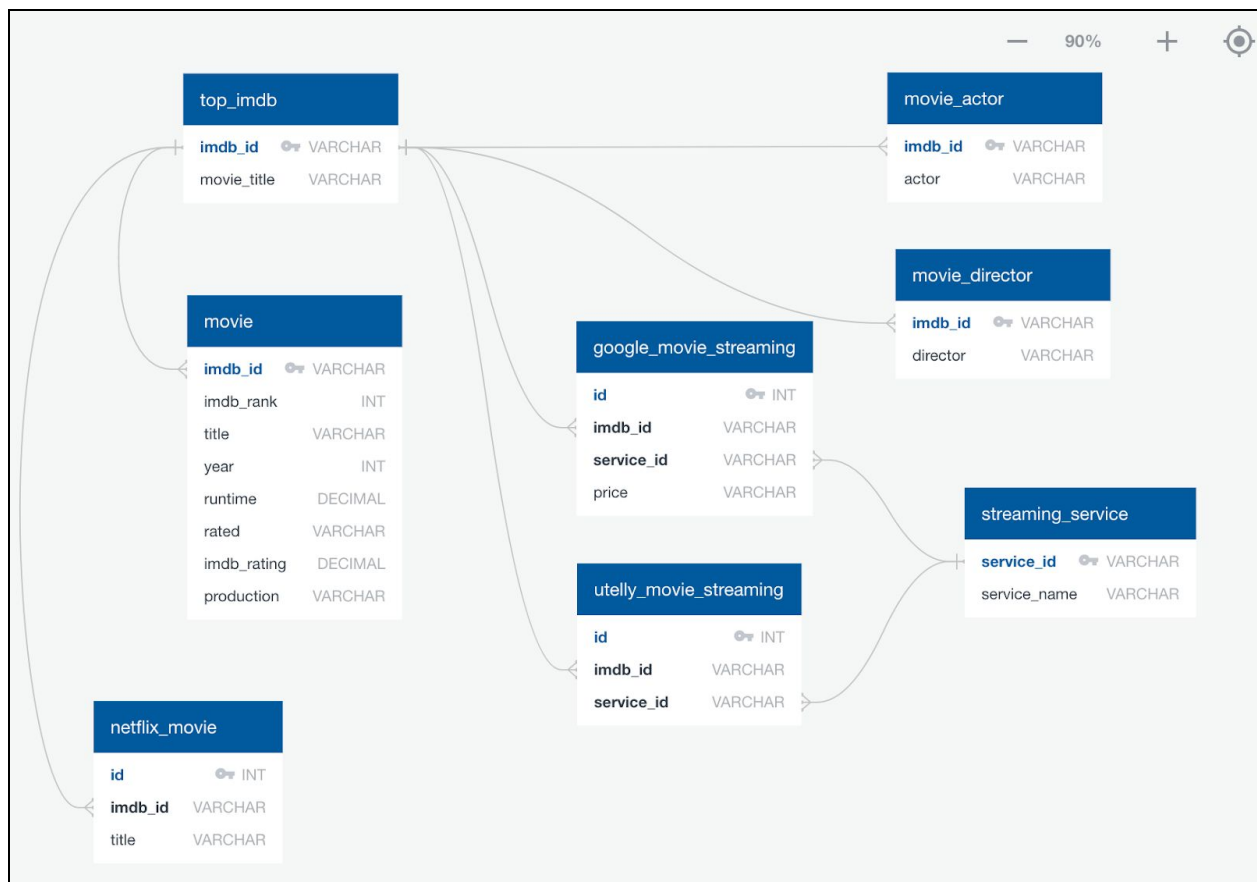 90%
top_imdb
imdb_id VARCHAR
movie_title VARCHAR
movie_actor
imdb_id VARCHAR
actor VARCHAR
movie_director
imdb_id VARCHAR
director VARCHAR
movie
imdb_id VARCHAR
imdb_rank INT
title VARCHAR
year INT
runtime DECIMAL
rated VARCHAR
imdb_rating DECIMAL
production VARCHAR
google_movie_streaming
id INT
imdb_id VARCHAR
service_id VARCHAR
price VARCHAR
streaming_service
service_id VARCHAR
service_name VARCHAR
utelly_movie_streaming
id INT
imdb_id VARCHAR
service_id VARCHAR
netflix_movie
id INT
imdb_id VARCHAR
title VARCHAR